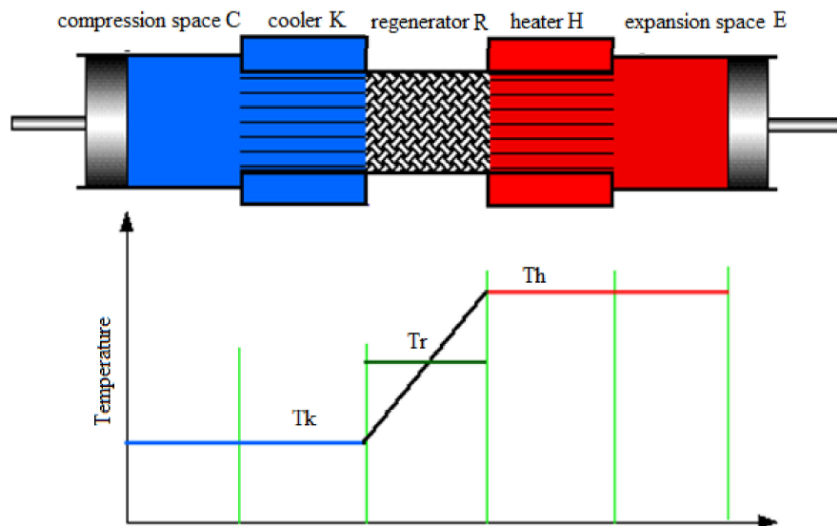 compression space C cooler K regenerator R heater H expansion space E
Th
Tr
Tk
Temperature